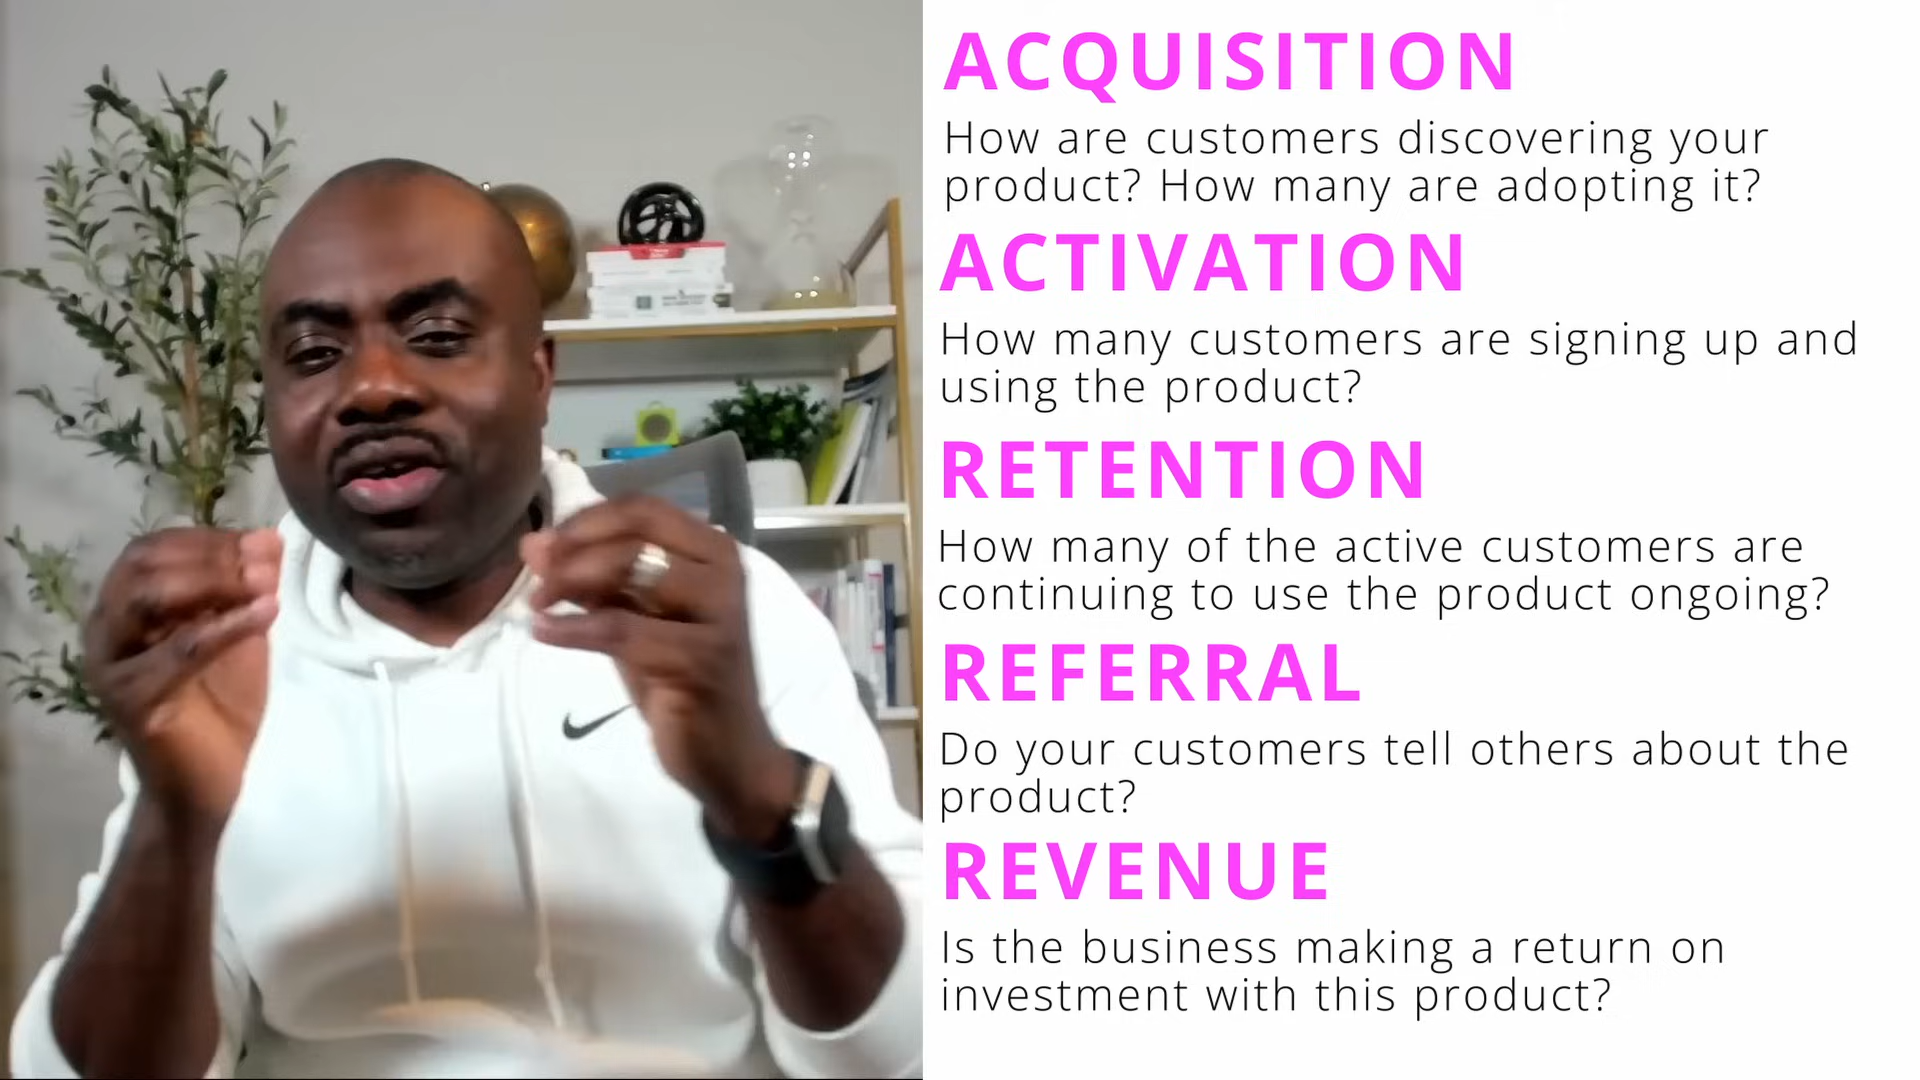 ACQUISITION
How are customers discovering your
product? How many are adopting it?
ACTIVATION
How many customers are signing up and
using the product?
RETENTION
How many of the active customers are
continuing to use the product ongoing?
REFERRAL
Do your customers tell others about the
product?
REVENUE
Is the business making a return on
investment with this product?